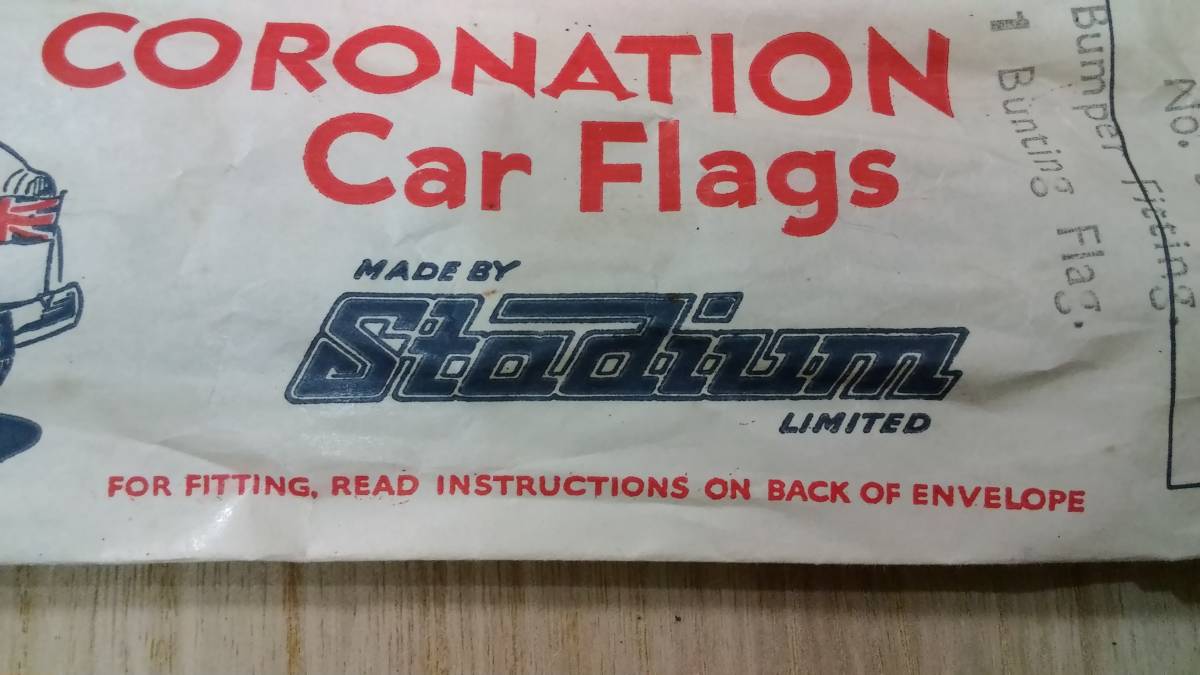 CORONATION
Car Flags
MADE BY
Stadium
LIMITED
FOR FITTING, READ INSTRUCTIONS ON BACK OF ENVELOPE
No.
Bumper Fitting.
1 Bunting Flag.